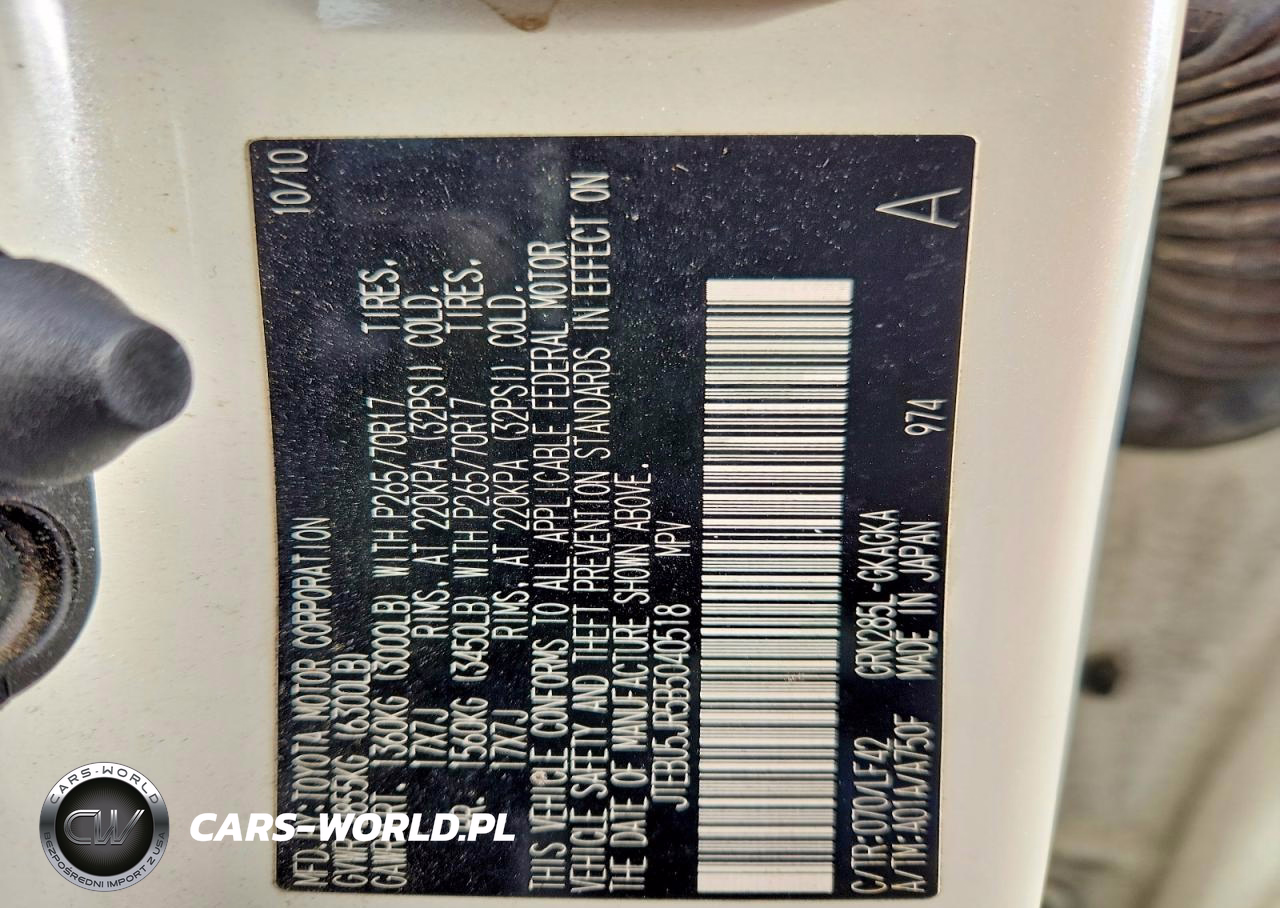 MFD. TOYOTA MOTOR CORPORATION 10/10
GVWR 2855KG (6300LB)
GAWR FRT. 1360KG (3000LB) WITH P265/70R17 TIRES.
17X7J RIMS. AT 220KPA (32PSI) COLD.
RR. 1560KG (3450LB) WITH P265/70R17 TIRES.
17X7J RIMS. AT 220KPA (32PSI) COLD.
THIS VEHICLE CONFORMS TO ALL APPLICABLE FEDERAL MOTOR
VEHICLE SAFETY AND THEFT PREVENTION STANDARDS IN EFFECT ON
THE DATE OF MANUFACTURE SHOWN ABOVE.
JTEBU5JR5B5040518 MPV
C/TR:070/LF42 GRN285L-GKAGKA 974 A
A/TM:A01A/A750F MADE IN JAPAN
CARS-WORLD
CW
BEZPOŚREDNI IMPORT Z USA
CARS-WORLD.PL